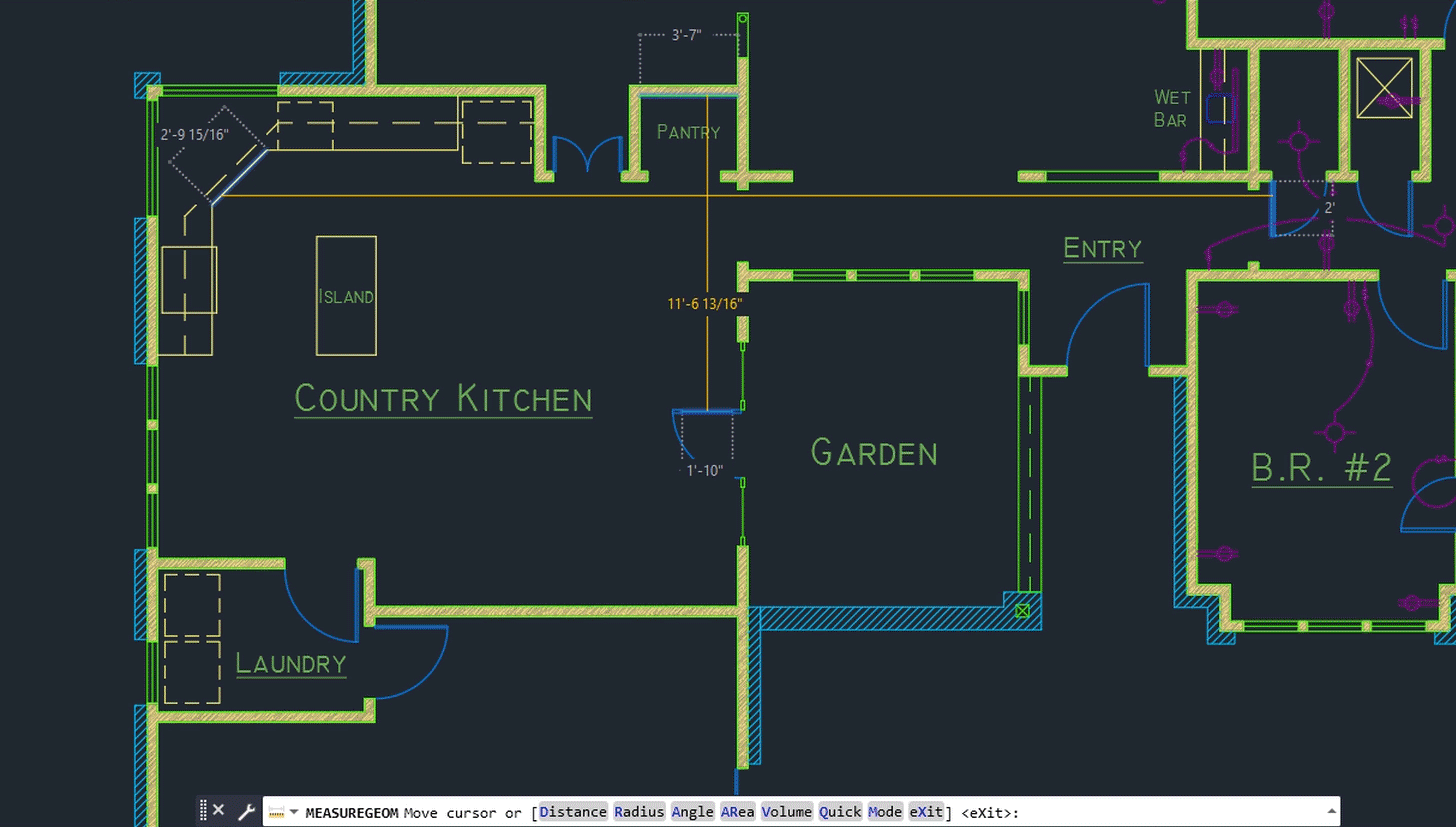 3'-7"
WET
BAR
2'-9 15/16"
PANTRY
2'
ENTRY
ISLAND
11'-6 13/16"
COUNTRY KITCHEN
GARDEN
1'-10"
B.R. #2
LAUNDRY
MEASUREGEOM Move cursor or [Distance Radius Angle ARea Volume Quick Mode eXit] <eXit>: